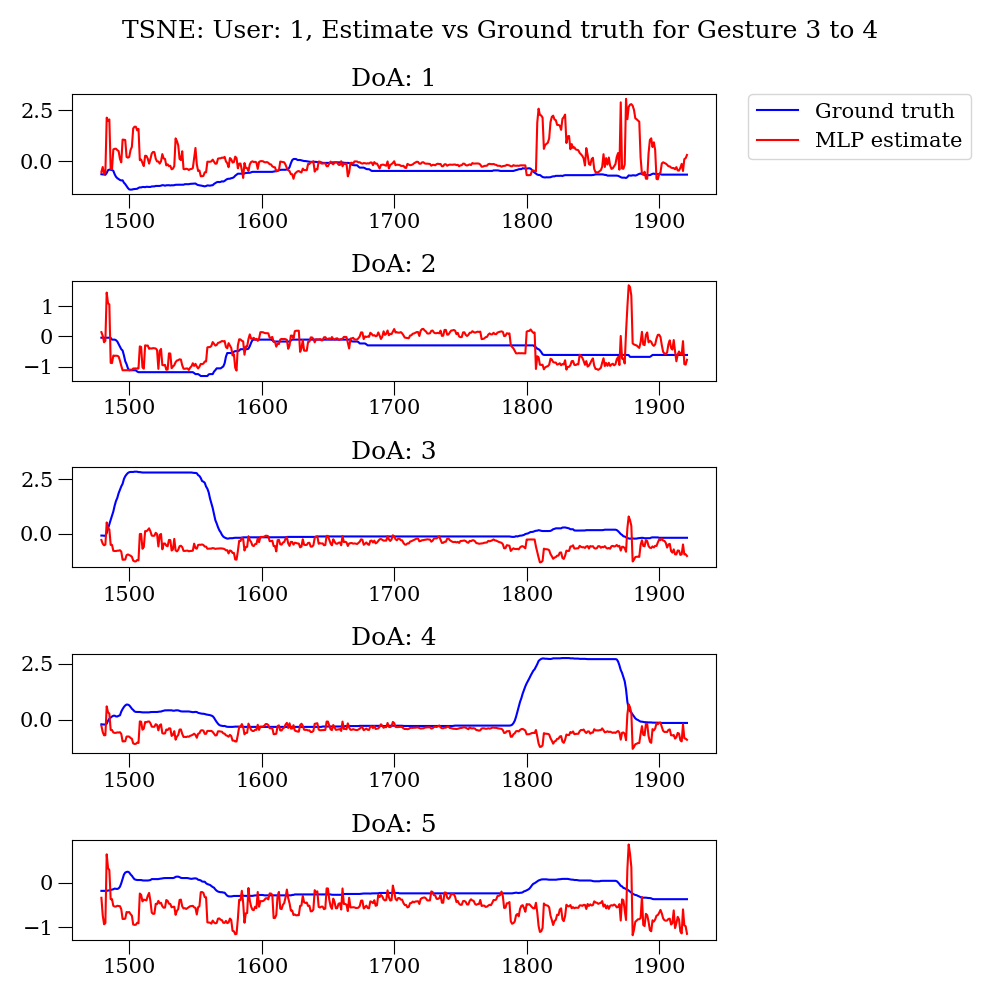 TSNE: User: 1, Estimate vs Ground truth for Gesture 3 to 4
DoA: 1
Ground truth
MLP estimate
2.5
0.0
1500 1600 1700 1800 1900
DoA: 2
1
0
−1
1500 1600 1700 1800 1900
DoA: 3
2.5
0.0
1500 1600 1700 1800 1900
DoA: 4
2.5
0.0
1500 1600 1700 1800 1900
DoA: 5
0
−1
1500 1600 1700 1800 1900